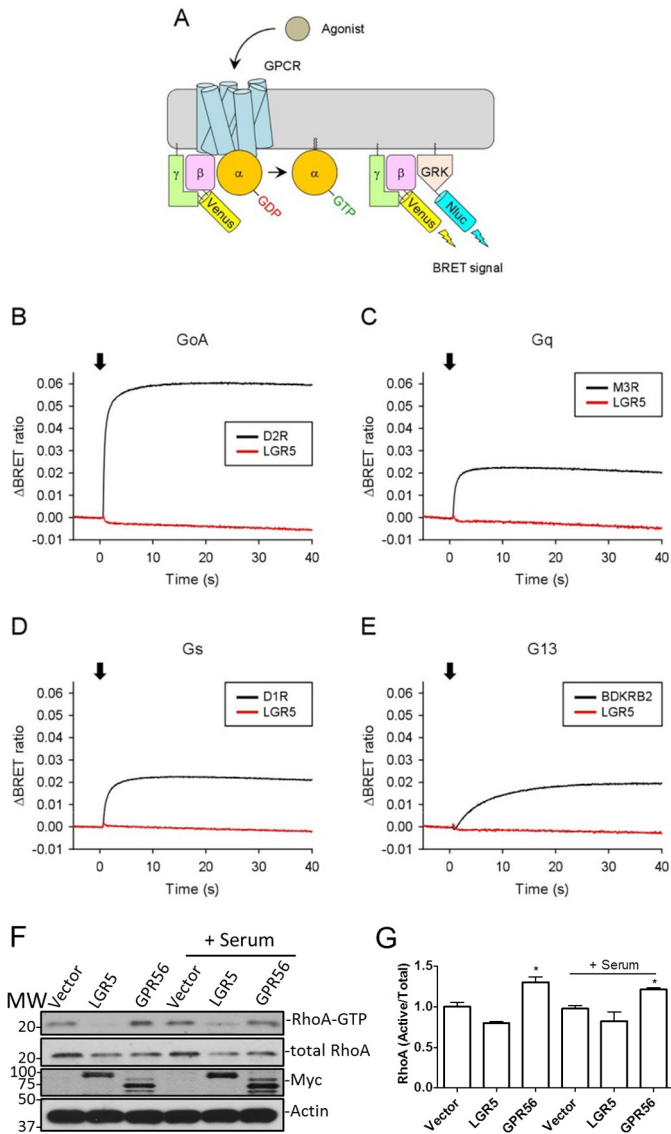 A
Agonist
GPCR
γ
β
α
α
γ
β
GRK
Venus
GDP
GTP
Venus
Nluc
BRET signal
B
GoA
ΔBRET ratio
0.06
0.05
0.04
0.03
0.02
0.01
0.00
-0.01
D2R
LGR5
0 10 20 30 40
Time (s)
C
Gq
ΔBRET ratio
0.06
0.05
0.04
0.03
0.02
0.01
0.00
-0.01
M3R
LGR5
0 10 20 30 40
Time (s)
D
Gs
ΔBRET ratio
0.06
0.05
0.04
0.03
0.02
0.01
0.00
-0.01
D1R
LGR5
0 10 20 30 40
Time (s)
E
G13
ΔBRET ratio
0.06
0.05
0.04
0.03
0.02
0.01
0.00
-0.01
BDKRB2
LGR5
0 10 20 30 40
Time (s)
F
+ Serum
MW Vector LGR5 GPR56 Vector LGR5 GPR56
20- -RhoA-GTP
20- -total RhoA
100
75 -Myc
50
37- -Actin
G
RhoA (Active/Total)
1.5
1.0
0.5
0.0
*
+ Serum
*
Vector LGR5 GPR56 Vector LGR5 GPR56